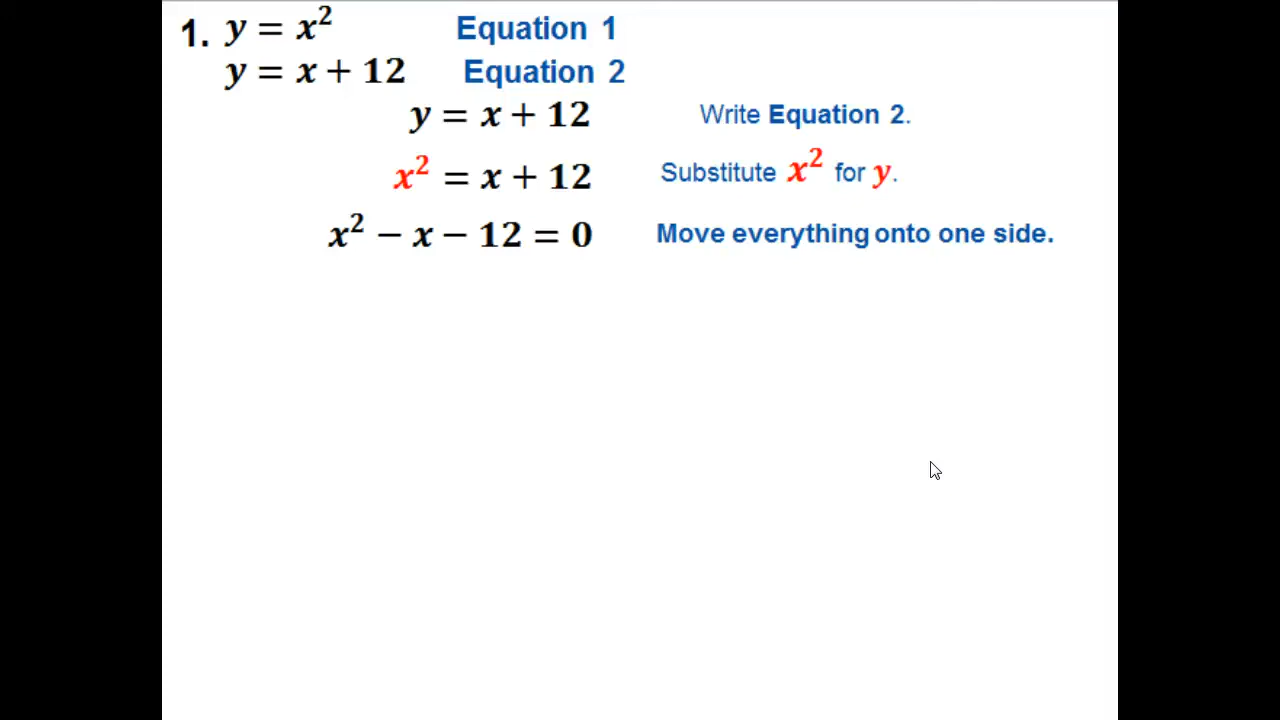 1. y = x² Equation 1
y = x + 12 Equation 2
y = x + 12 Write Equation 2.
x² = x + 12 Substitute x² for y.
x² − x − 12 = 0 Move everything onto one side.